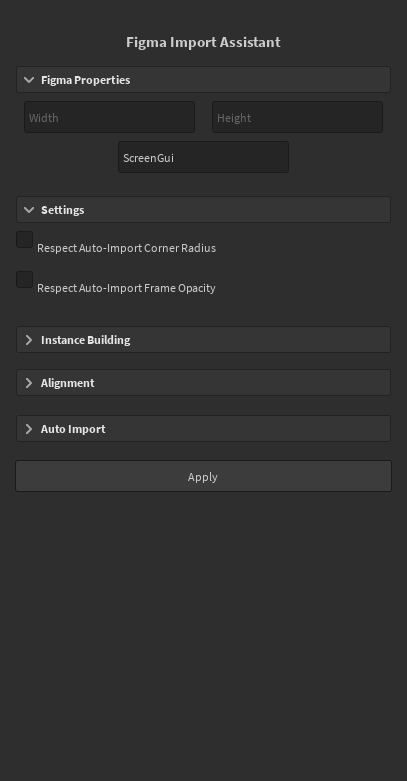 Figma Import Assistant
Figma Properties
Width
Height
ScreenGui
Settings
Respect Auto-Import Corner Radius
Respect Auto-Import Frame Opacity
Instance Building
Alignment
Auto Import
Apply